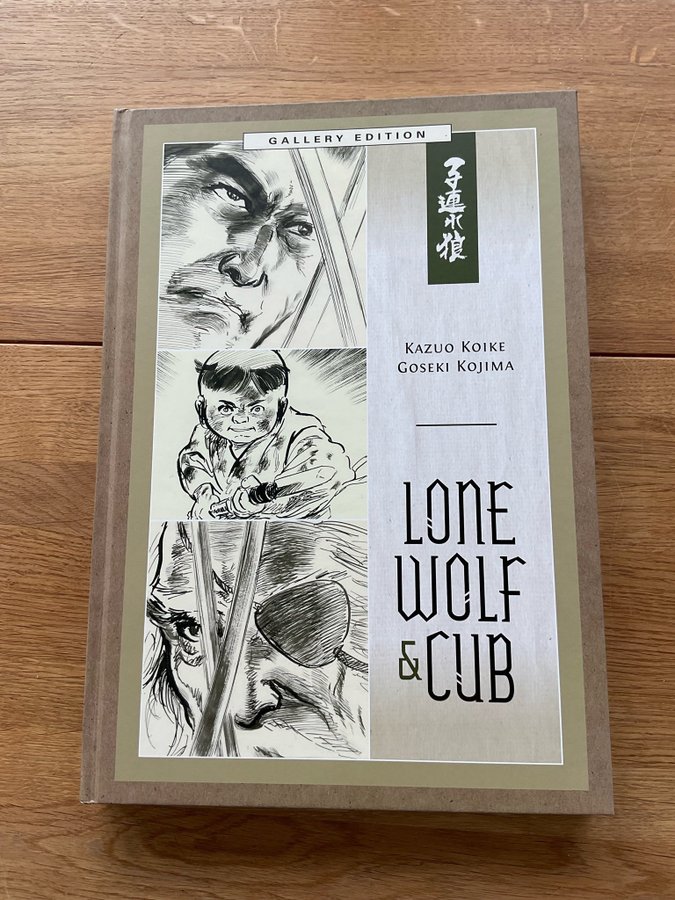 GALLERY EDITION
子連れ狼
KAZUO KOIKE
GOSEKI KOJIMA
LONE
WOLF
& CUB